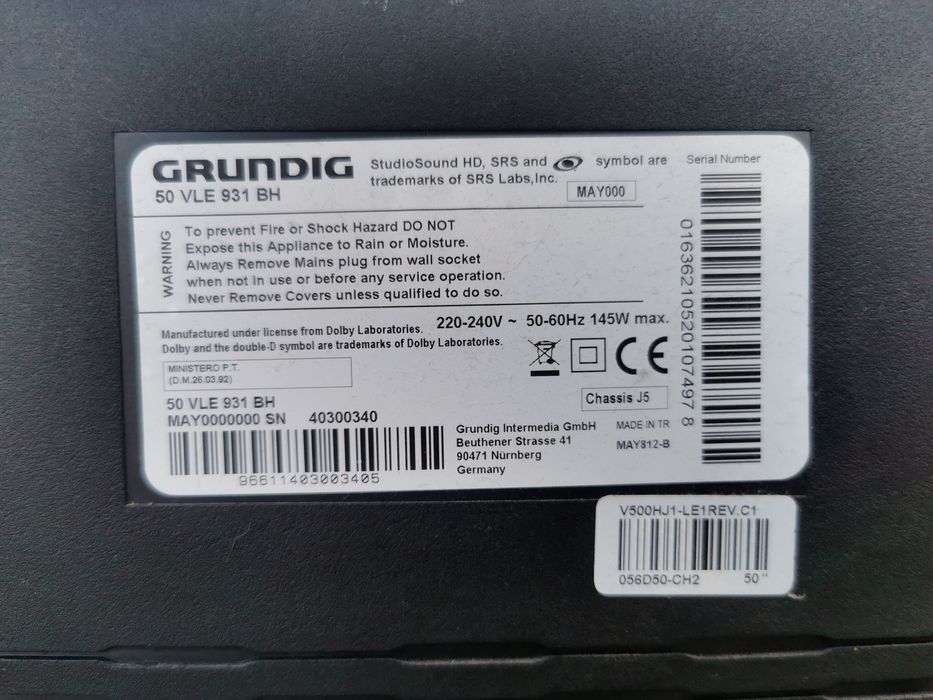 GRUNDIG
50 VLE 931 BH
StudioSound HD, SRS and symbol are
trademarks of SRS Labs,Inc.
MAY000
Serial Number
01636210520107497 8
WARNING
To prevent Fire or Shock Hazard DO NOT
Expose this Appliance to Rain or Moisture.
Always Remove Mains plug from wall socket
when not in use or before any service operation.
Never Remove Covers unless qualified to do so.
Manufactured under license from Dolby Laboratories.
Dolby and the double-D symbol are trademarks of Dolby Laboratories.
220-240V ~ 50-60Hz 145W max.
MINISTERO P.T.
(D.M.26.03.92)
CE
Chassis J5
50 VLE 931 BH
MAY0000000 SN 40300340
96611403003405
Grundig Intermedia GmbH
Beuthener Strasse 41
90471 Nürnberg
Germany
MADE IN TR
MAY812-B
V500HJ1-LE1REV.C1
056D50-CH2 50"